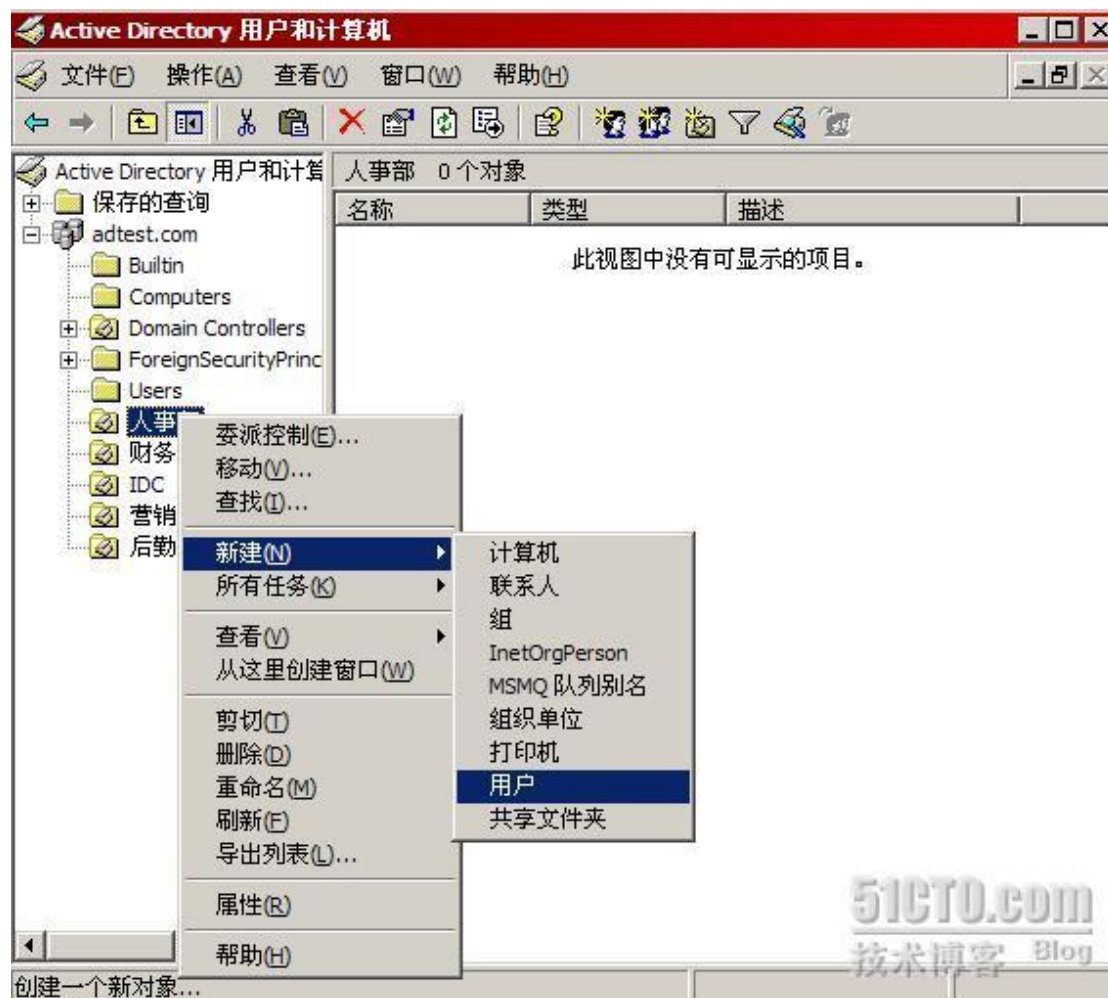 Active Directory 用户和计算机
文件(F) 操作(A) 查看(V) 窗口(W) 帮助(H)
Active Directory 用户和计算
保存的查询
adtest.com
Builtin
Computers
Domain Controllers
ForeignSecurityPrinc
Users
人事
财务
IDC
营销
后勤
人事部 0 个对象
名称 类型 描述
此视图中没有可显示的项目。
委派控制(E)...
移动(V)...
查找(I)...
新建(N)
所有任务(K)
查看(V)
从这里创建窗口(W)
剪切(T)
删除(D)
重命名(M)
刷新(F)
导出列表(L)...
属性(R)
帮助(H)
计算机
联系人
组
InetOrgPerson
MSMQ 队列别名
组织单位
打印机
用户
共享文件夹
创建一个新对象...
51CTO.com
技术博客 Blog